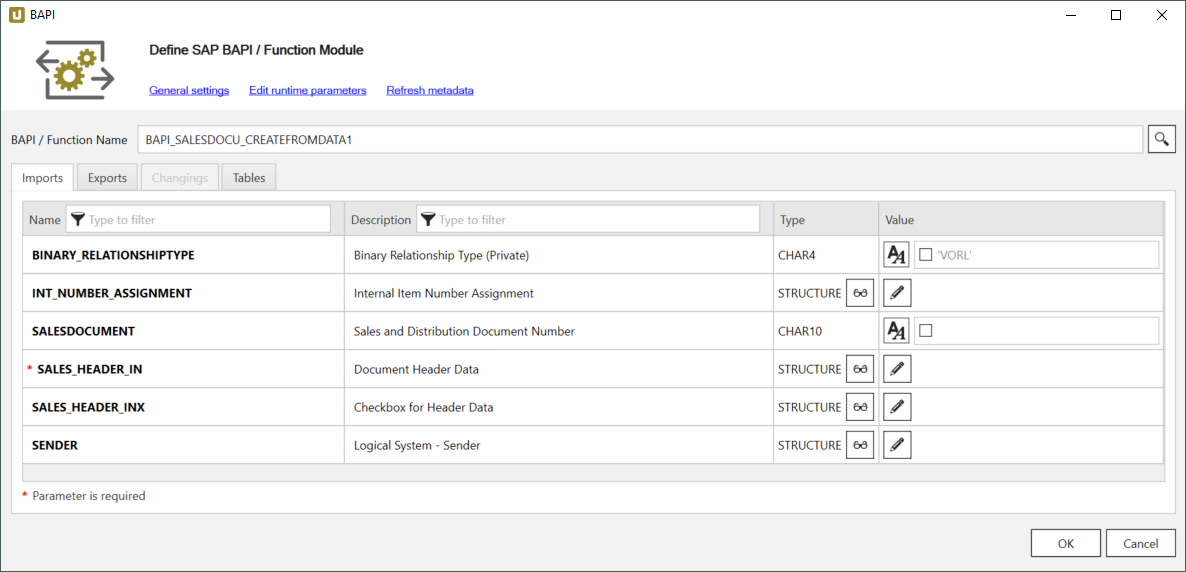 BAPI
Define SAP BAPI / Function Module
General settings Edit runtime parameters Refresh metadata
BAPI / Function Name BAPI_SALESDOCU_CREATEFROMDATA1
Imports Exports Changings Tables
Name Type to filter Description Type to filter Type Value
BINARY_RELATIONSHIPTYPE Binary Relationship Type (Private) CHAR4 'VORL'
INT_NUMBER_ASSIGNMENT Internal Item Number Assignment STRUCTURE
SALESDOCUMENT Sales and Distribution Document Number CHAR10
* SALES_HEADER_IN Document Header Data STRUCTURE
SALES_HEADER_INX Checkbox for Header Data STRUCTURE
SENDER Logical System - Sender STRUCTURE
* Parameter is required
OK Cancel